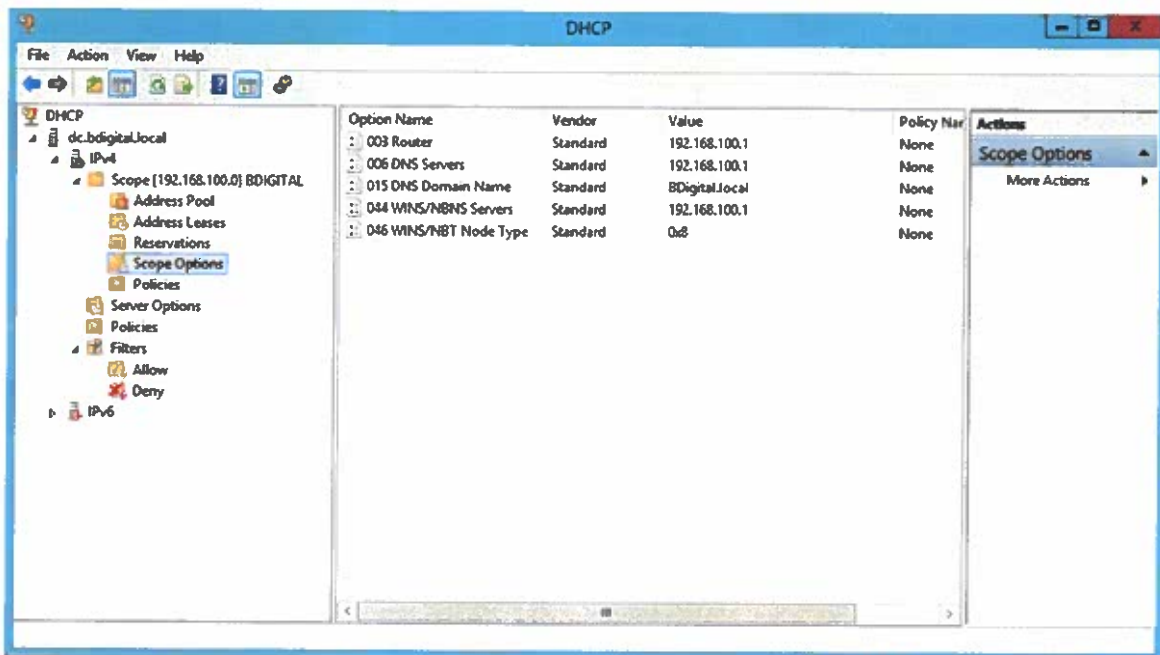 DHCP
File Action View Help
DHCP
dc.bdigital.local
IPv4
Scope [192.168.100.0] BDIGITAL
Address Pool
Address Leases
Reservations
Scope Options
Policies
Server Options
Policies
Filters
Allow
Deny
IPv6
Option Name Vendor Value Policy Nar
003 Router Standard 192.168.100.1 None
006 DNS Servers Standard 192.168.100.1 None
015 DNS Domain Name Standard BDigital.local None
044 WINS/NBNS Servers Standard 192.168.100.1 None
046 WINS/NBT Node Type Standard 0x8 None
Actions
Scope Options
More Actions